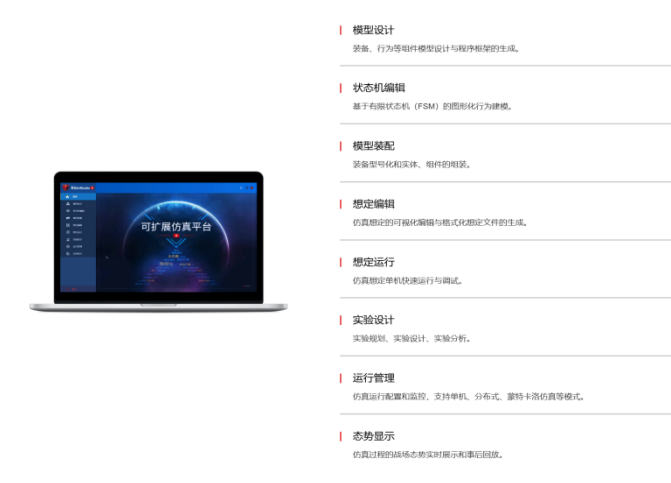 可扩展仿真平台
模型设计
装备、行为等组件模型设计与程序框架的生成。
状态机编辑
基于有限状态机（FSM）的图形化行为建模。
模型装配
装备型号化和实体、组件的组装。
想定编辑
仿真想定的可视化编辑与格式化想定文件的生成。
想定运行
仿真想定单机快速运行与调试。
实验设计
实验规划、实验设计、实验分析。
运行管理
仿真运行配置和监控，支持单机、分布式、蒙特卡洛仿真等模式。
态势显示
仿真过程的战场态势实时展示和事后回放。